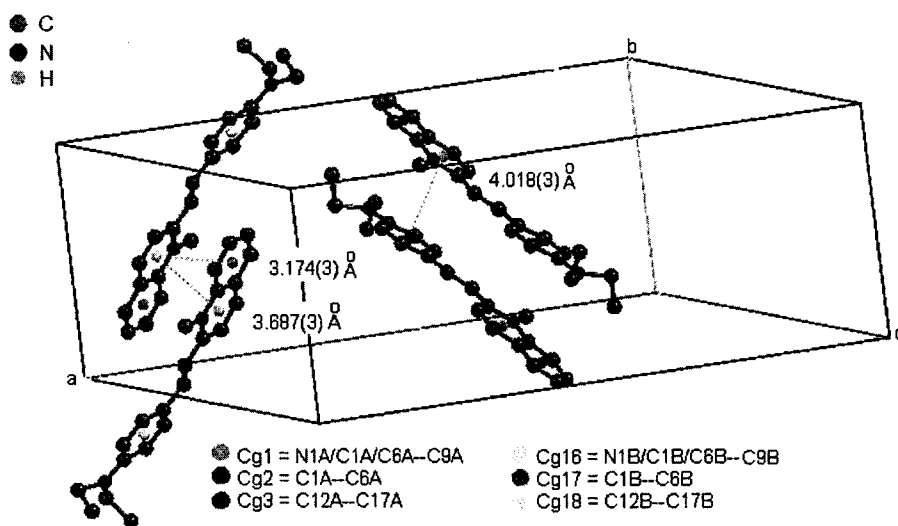 C
N
H
b
4.018(3) Å
3.174(3) Å
3.687(3) Å
a
c
Cg1 = N1A/C1A/C6A--C9A
Cg2 = C1A--C6A
Cg3 = C12A--C17A
Cg16 = N1B/C1B/C6B--C9B
Cg17 = C1B--C6B
Cg18 = C12B--C17B